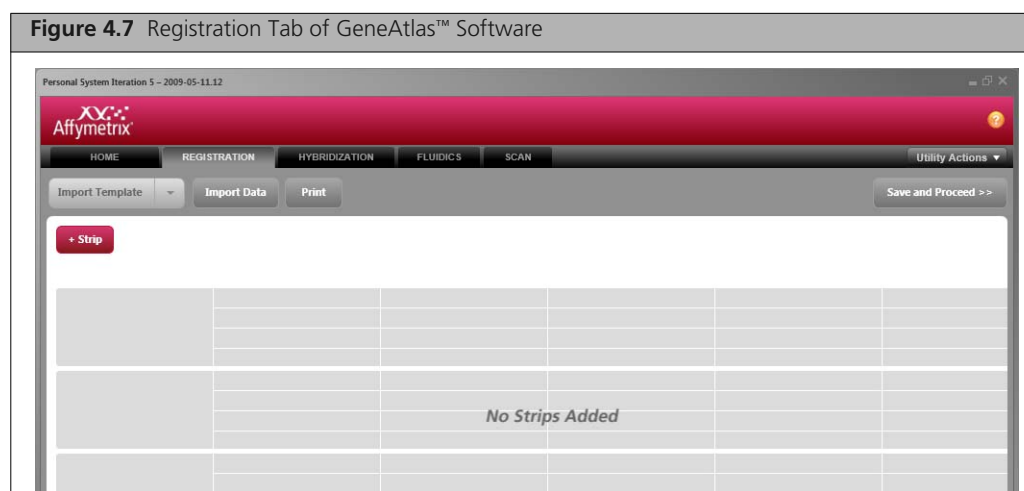 Figure 4.7 Registration Tab of GeneAtlas™ Software
Personal System Iteration 5 – 2009-05-11.12
Affymetrix
?
HOME REGISTRATION HYBRIDIZATION FLUIDICS SCAN Utility Actions
Import Template Import Data Print Save and Proceed >>
+ Strip
No Strips Added